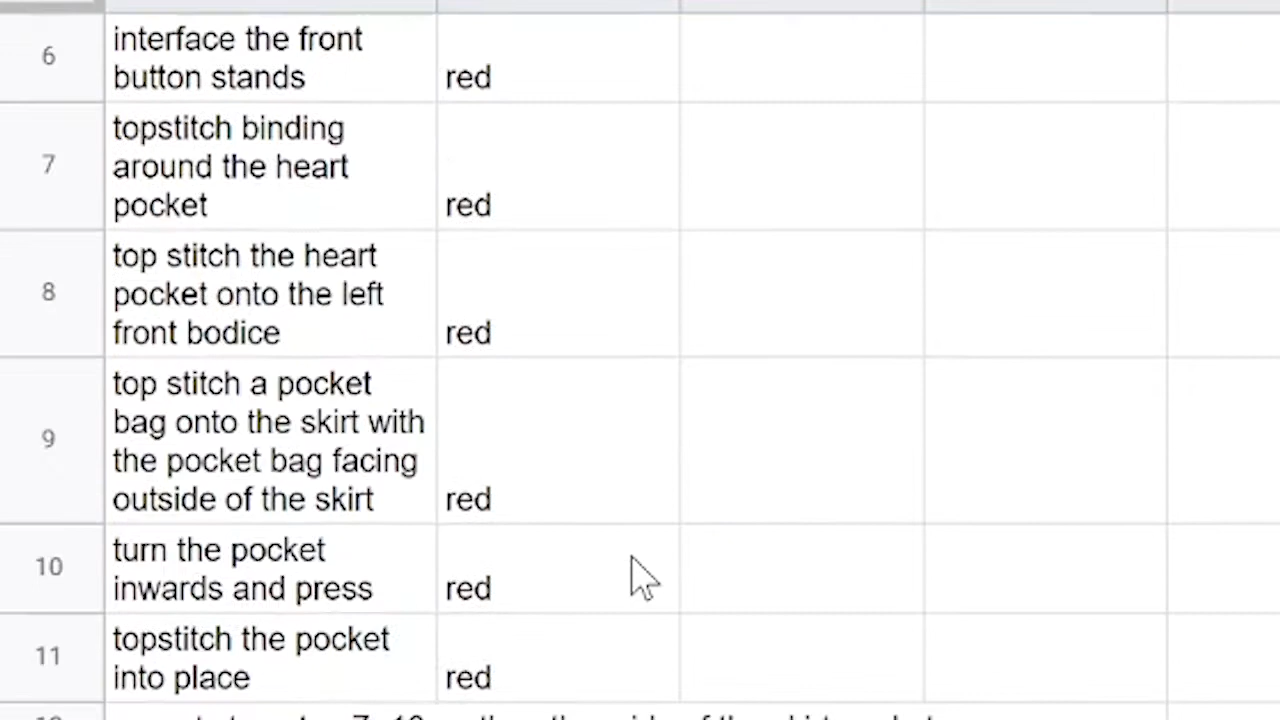 6
interface the front
button stands
red
7
topstitch binding
around the heart
pocket
red
8
top stitch the heart
pocket onto the left
front bodice
red
9
top stitch a pocket
bag onto the skirt with
the pocket bag facing
outside of the skirt
red
10
turn the pocket
inwards and press
red
11
topstitch the pocket
into place
red